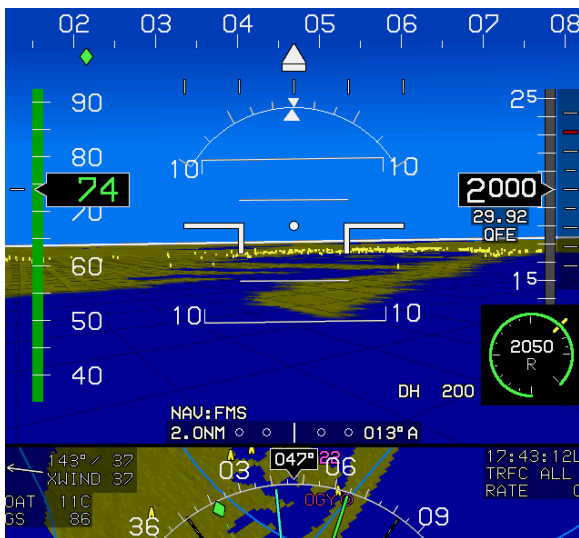 02 03 04 05 06 07 08
90
80
70
60
50
40
74
10 10
10 10
25
2000
29.92
QFE
15
2050
R
DH 200
NAV:FMS
2.0NM 013°A
143°/ 37
XWIND 37
OAT 11C
GS 86
047°
22
36 03 06 09
OGY
17:43:12L
TRFC ALL
RATE